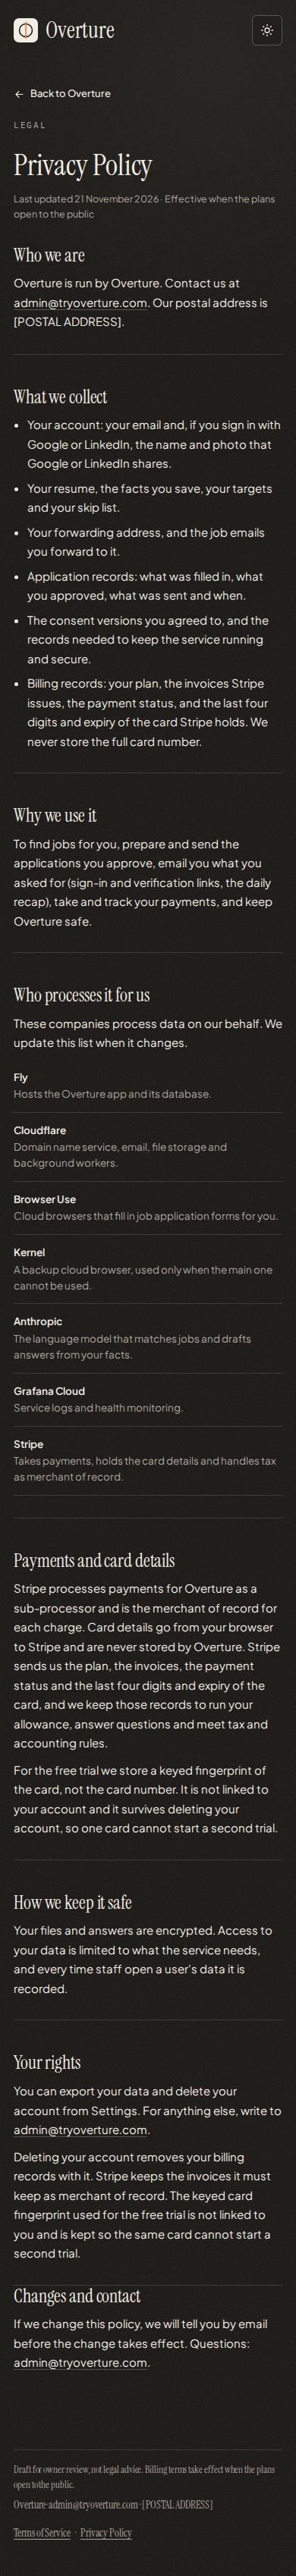 Overture
← Back to Overture
LEGAL
Privacy Policy
Last updated 21 November 2026 · Effective when the plans
open to the public
Who we are
Overture is run by Overture. Contact us at
admin@tryoverture.com. Our postal address is
[POSTAL ADDRESS].
What we collect
• Your account: your email and, if you sign in with
Google or LinkedIn, the name and photo that
Google or LinkedIn shares.
• Your resume, the facts you save, your targets
and your skip list.
• Your forwarding address, and the job emails
you forward to it.
• Application records: what was filled in, what
you approved, what was sent and when.
• The consent versions you agreed to, and the
records needed to keep the service running
and secure.
• Billing records: your plan, the invoices Stripe
issues, the payment status, and the last four
digits and expiry of the card Stripe holds. We
never store the full card number.
Why we use it
To find jobs for you, prepare and send the
applications you approve, email you what you
asked for (sign-in and verification links, the daily
recap), take and track your payments, and keep
Overture safe.
Who processes it for us
These companies process data on our behalf. We
update this list when it changes.
Fly
Hosts the Overture app and its database.
Cloudflare
Domain name service, email, file storage and
background workers.
Browser Use
Cloud browsers that fill in job application forms for you.
Kernel
A backup cloud browser, used only when the main one
cannot be used.
Anthropic
The language model that matches jobs and drafts
answers from your facts.
Grafana Cloud
Service logs and health monitoring.
Stripe
Takes payments, holds the card details and handles tax
as merchant of record.
Payments and card details
Stripe processes payments for Overture as a
sub-processor and is the merchant of record for
each charge. Card details go from your browser
to Stripe and are never stored by Overture. Stripe
sends us the plan, the invoices, the payment
status and the last four digits and expiry of the
card, and we keep those records to run your
allowance, answer questions and meet tax and
accounting rules.
For the free trial we store a keyed fingerprint of
the card, not the card number. It is not linked to
your account and it survives deleting your
account, so one card cannot start a second trial.
How we keep it safe
Your files and answers are encrypted. Access to
your data is limited to what the service needs,
and every time staff open a user's data it is
recorded.
Your rights
You can export your data and delete your
account from Settings. For anything else, write to
admin@tryoverture.com.
Deleting your account removes your billing
records with it. Stripe keeps the invoices it must
keep as merchant of record. The keyed card
fingerprint used for the free trial is not linked to
you and is kept so the same card cannot start a
second trial.
Changes and contact
If we change this policy, we will tell you by email
before the change takes effect. Questions:
admin@tryoverture.com.
Draft for owner review, not legal advice. Billing terms take effect when the plans
open to the public.
Overture · admin@tryoverture.com · [POSTAL ADDRESS]
Terms of Service · Privacy Policy